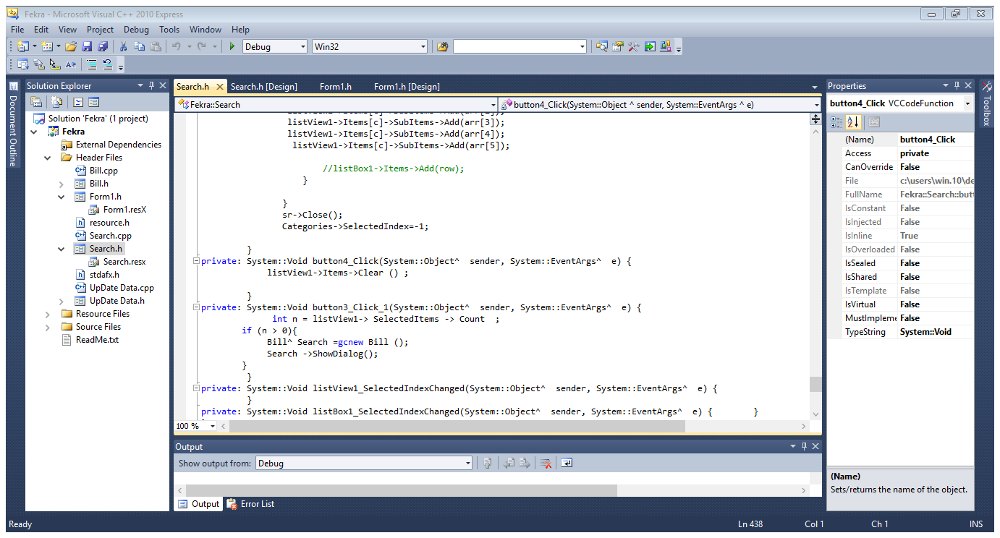 Fekra - Microsoft Visual C++ 2010 Express
File Edit View Project Debug Tools Window Help
Debug Win32
Document Outline
Solution Explorer
Solution 'Fekra' (1 project)
Fekra
External Dependencies
Header Files
Bill.cpp
Bill.h
Form1.h
Form1.resX
resource.h
Search.cpp
Search.h
Search.resx
stdafx.h
UpDate Data.cpp
UpDate Data.h
Resource Files
Source Files
ReadMe.txt
Search.h Search.h [Design] Form1.h Form1.h [Design]
Fekra::Search button4_Click(System::Object ^ sender, System::EventArgs ^ e)
listView1->Items[c]->SubItems->Add(arr[2]);
listView1->Items[c]->SubItems->Add(arr[3]);
listView1->Items[c]->SubItems->Add(arr[4]);
listView1->Items[c]->SubItems->Add(arr[5]);
//listBox1->Items->Add(row);
}
}
sr->Close();
Categories->SelectedIndex=-1;
}
private: System::Void button4_Click(System::Object^  sender, System::EventArgs^  e) {
listView1->Items->Clear () ;
}
private: System::Void button3_Click_1(System::Object^  sender, System::EventArgs^  e) {
int n = listView1-> SelectedItems -> Count  ;
if (n > 0){
Bill^ Search =gcnew Bill ();
Search ->ShowDialog();
}
}
private: System::Void listView1_SelectedIndexChanged(System::Object^  sender, System::EventArgs^  e) {
}
private: System::Void listBox1_SelectedIndexChanged(System::Object^  sender, System::EventArgs^  e) {        }
100 %
Output
Show output from: Debug
Output Error List
Properties
button4_Click VCCodeFunction
(Name) button4_Click
Access private
CanOverride False
File c:\users\win.10\de
FullName Fekra::Search::butt
IsConstant False
IsInjected False
IsInline True
IsOverloaded False
IsSealed False
IsShared False
IsTemplate False
IsVirtual False
MustImpleme False
TypeString System::Void
(Name)
Sets/returns the name of the object.
Toolbox
Ready Ln 438 Col 1 Ch 1 INS